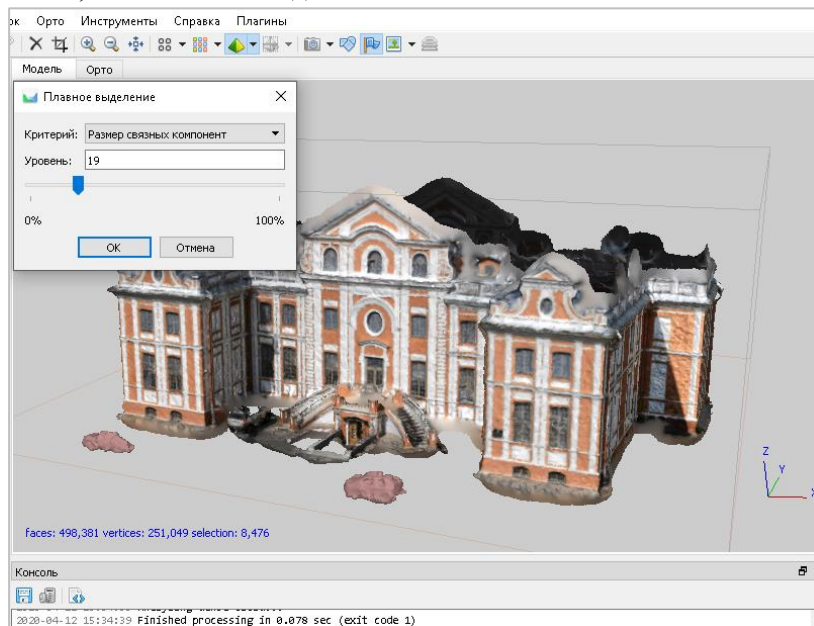 ок Орто Инструменты Справка Плагины
Модель Орто
Плавное выделение
Критерий: Размер связных компонент
Уровень: 19
0% 100%
OK Отмена
Z
Y
X
faces: 498,381 vertices: 251,049 selection: 8,476
Консоль
2020-04-12 15:34:39 Finished processing in 0.078 sec (exit code 1)